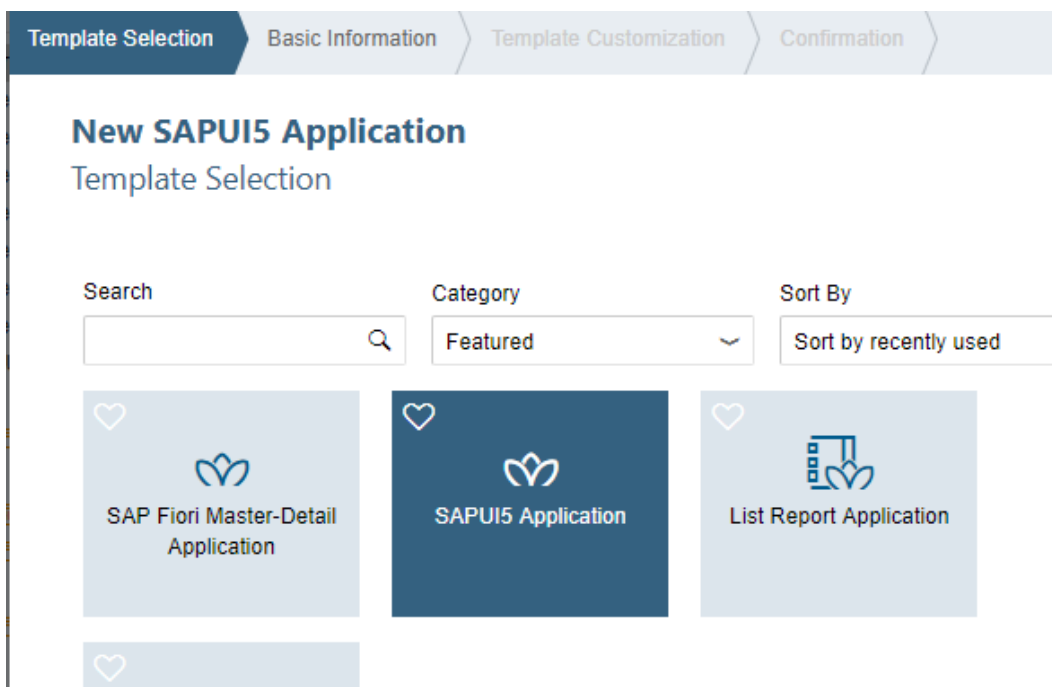 Template Selection
Basic Information
Template Customization
Confirmation
New SAPUI5 Application
Template Selection
Search
Category
Sort By
Featured
Sort by recently used
SAP Fiori Master-Detail
Application
SAPUI5 Application
List Report Application